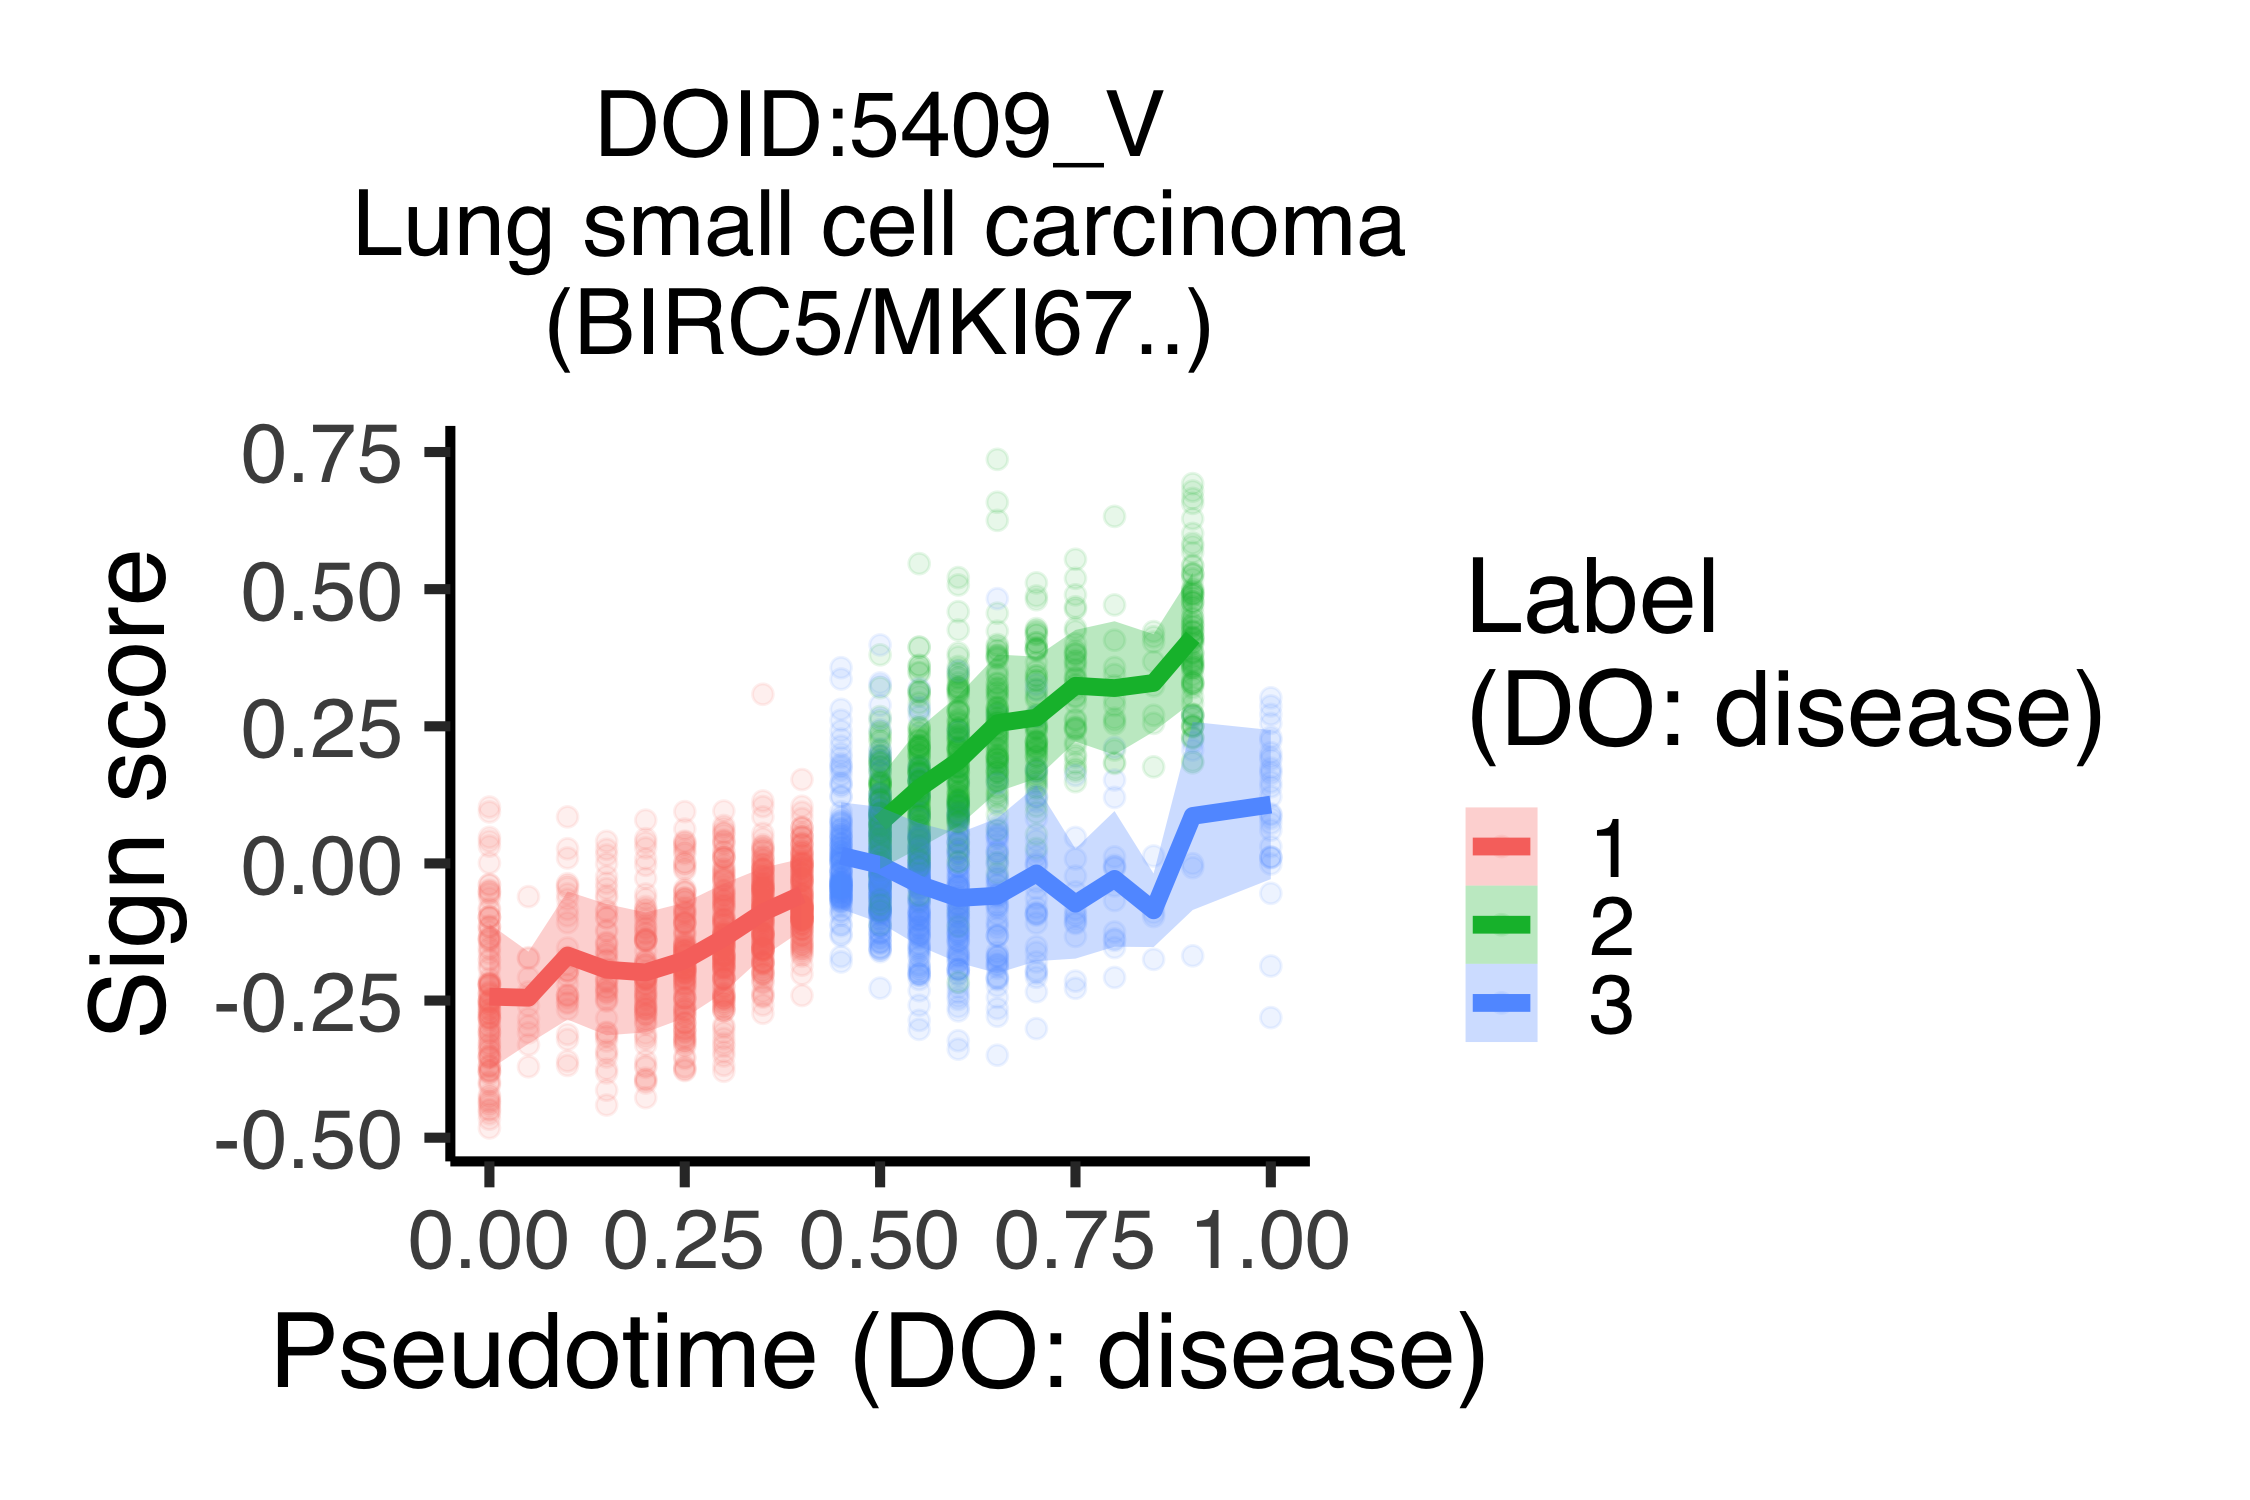 DOID:5409_V
Lung small cell carcinoma
(BIRC5/MKI67..)
Sign score
0.75
0.50
0.25
0.00
-0.25
-0.50
0.00 0.25 0.50 0.75 1.00
Pseudotime (DO: disease)
Label
(DO: disease)
1
2
3